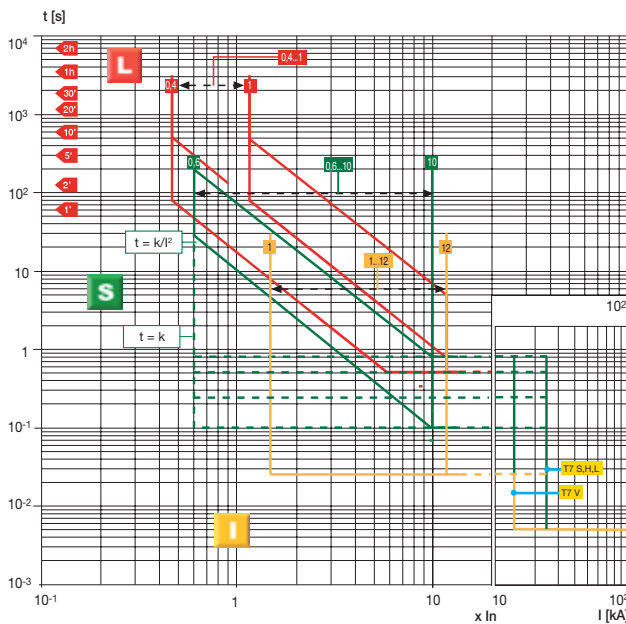 t [s]
10⁴
2h
L
0,4...1
1h
0,4
1
30'
20'
10³
10'
5'
0,6
0,6...10
10
10²
2'
1'
t = k/I²
1
1...12
12
10
S
10²
t = k
1
10⁻¹
T7 S,H,L
T7 V
10⁻²
I
10⁻³
10⁻¹
1
10
10
10²
x In
I [kA]